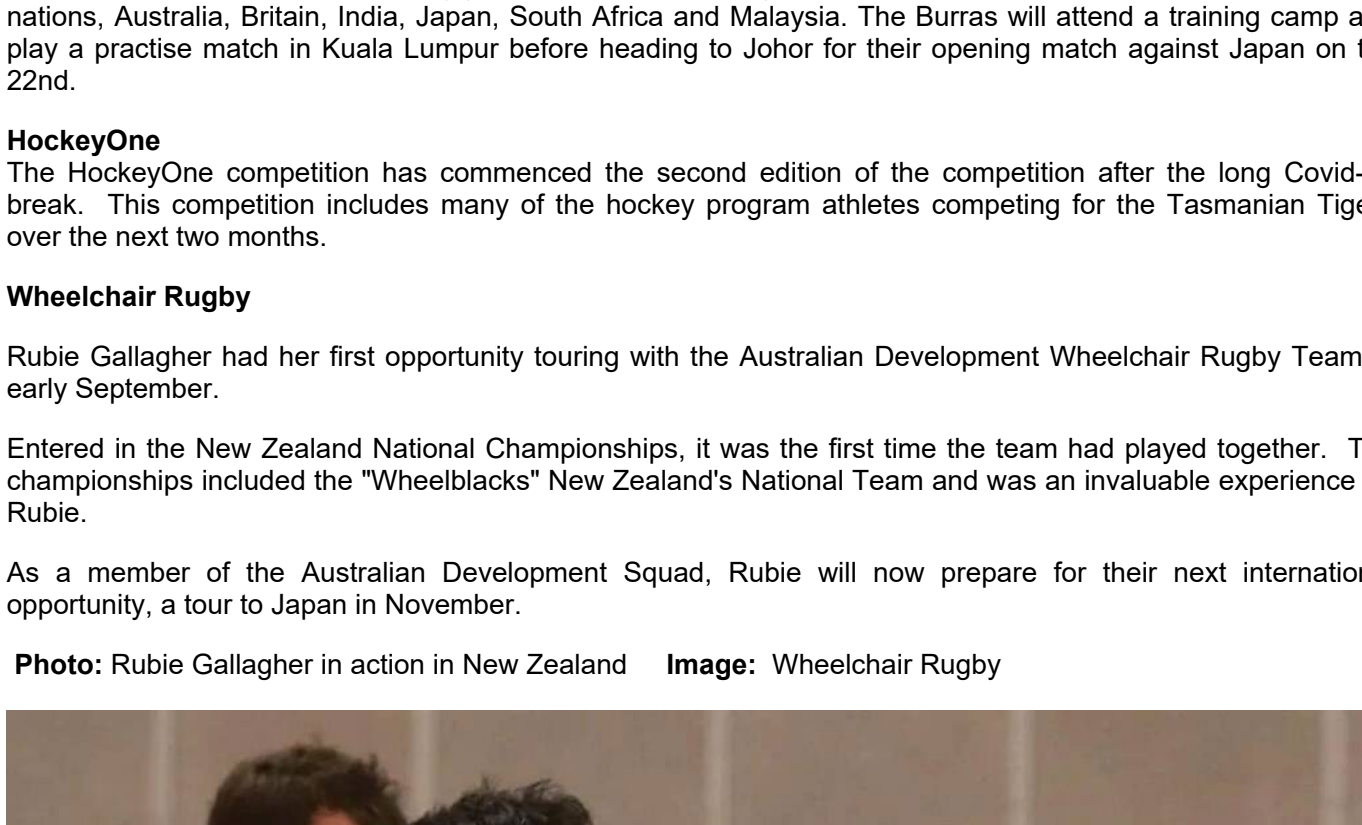 nations, Australia, Britain, India, Japan, South Africa and Malaysia. The Burras will attend a training camp a
play a practise match in Kuala Lumpur before heading to Johor for their opening match against Japan on t
22nd.
HockeyOne
The HockeyOne competition has commenced the second edition of the competition after the long Covid-
break. This competition includes many of the hockey program athletes competing for the Tasmanian Tige
over the next two months.
Wheelchair Rugby
Rubie Gallagher had her first opportunity touring with the Australian Development Wheelchair Rugby Team
early September.
Entered in the New Zealand National Championships, it was the first time the team had played together. T
championships included the "Wheelblacks" New Zealand's National Team and was an invaluable experience
Rubie.
As a member of the Australian Development Squad, Rubie will now prepare for their next internation
opportunity, a tour to Japan in November.
Photo: Rubie Gallagher in action in New Zealand Image: Wheelchair Rugby